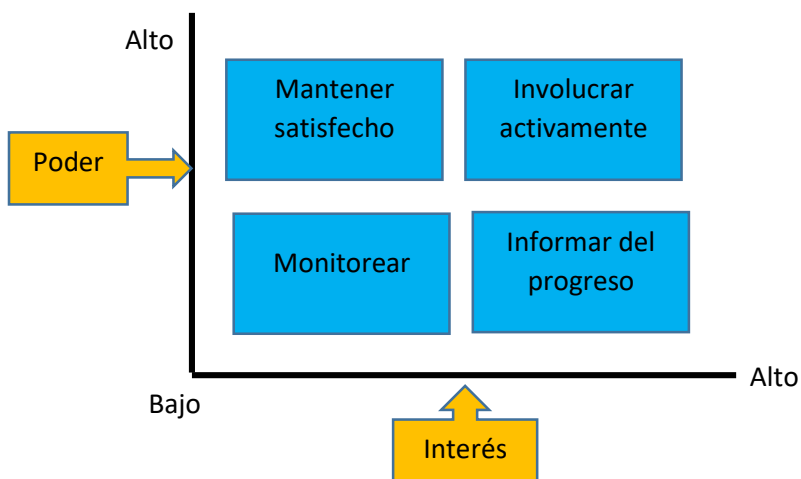 Alto
Mantener
satisfecho
Involucrar
activamente
Poder
Monitorear
Informar del
progreso
Bajo
Alto
Interés